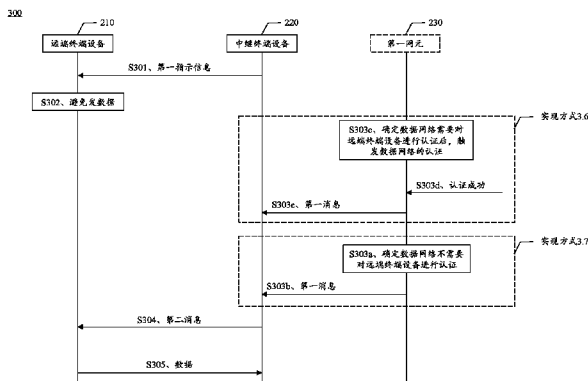 300
210
220
230
远端终端设备
中继终端设备
第一网元
S301、第一指示信息
S302、避免发数据
实现方式3.6
S303c、确定数据网络需要对
远端终端设备进行认证后，触
发数据网络的认证
S303d、认证成功
S303e、第一消息
实现方式3.7
S303a、确定数据网络不需要
对远端终端设备进行认证
S303b、第一消息
S304、第二消息
S305、数据